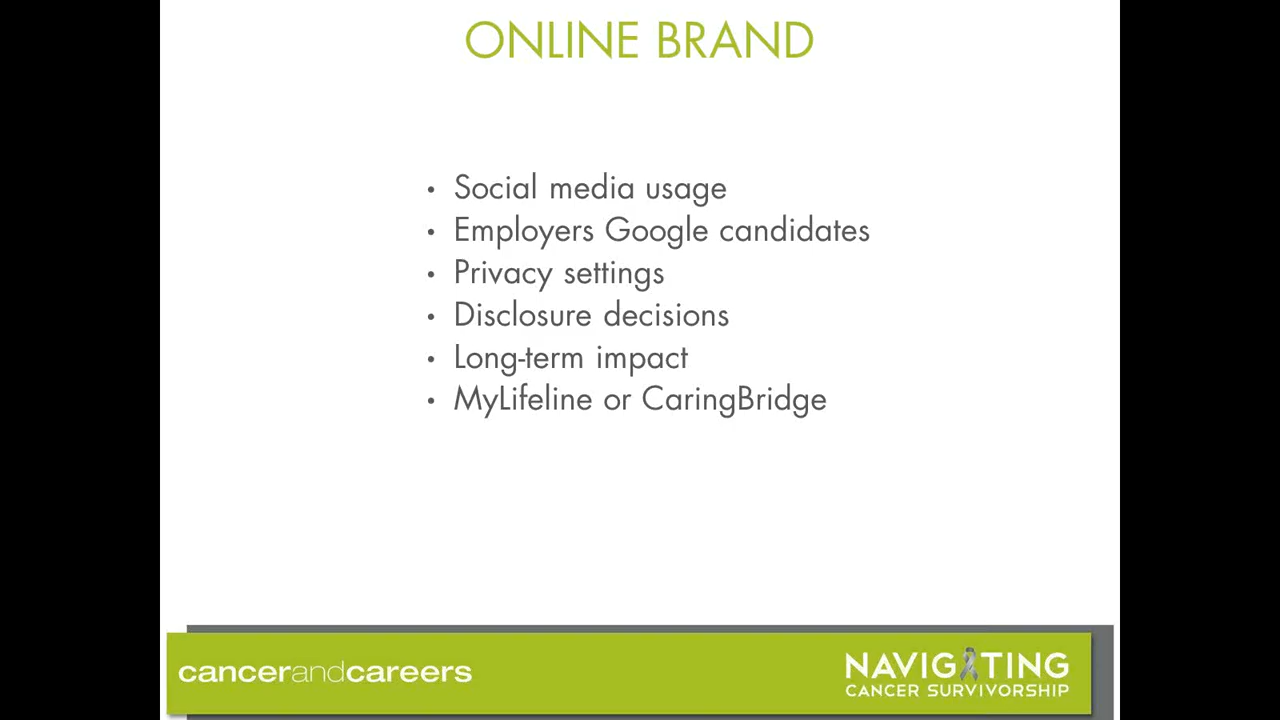 ONLINE BRAND
• Social media usage
• Employers Google candidates
• Privacy settings
• Disclosure decisions
• Long-term impact
• MyLifeline or CaringBridge
cancerandcareers
NAVIGATING
CANCER SURVIVORSHIP